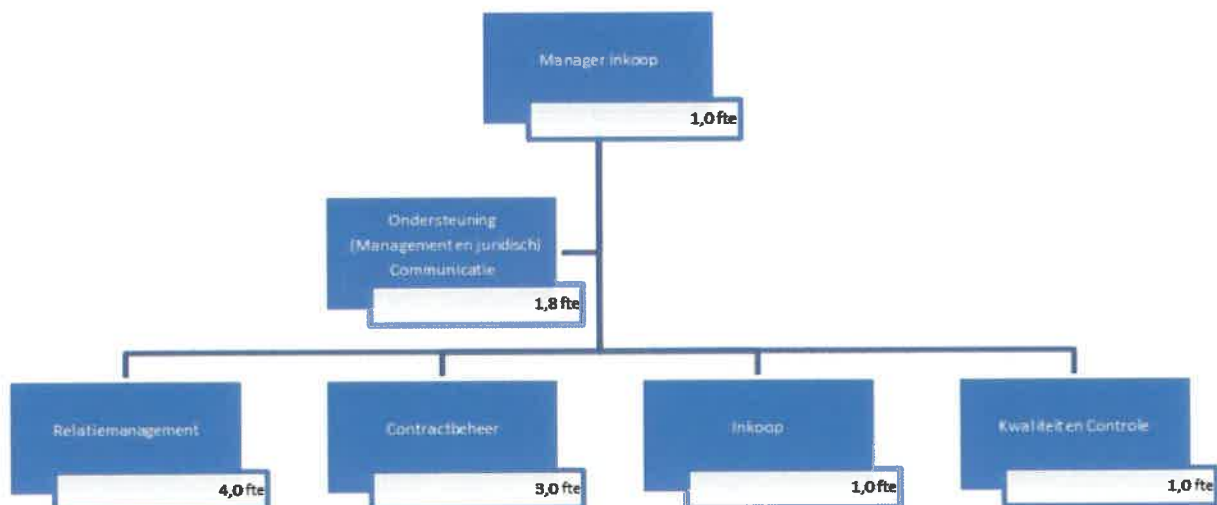 Manager Inkoop
1,0 fte
Ondersteuning
(Management en juridisch)
Communicatie
1,8 fte
Relatiemanagement
4,0 fte
Contractbeheer
3,0 fte
Inkoop
1,0 fte
Kwaliteit en Controle
1,0 fte